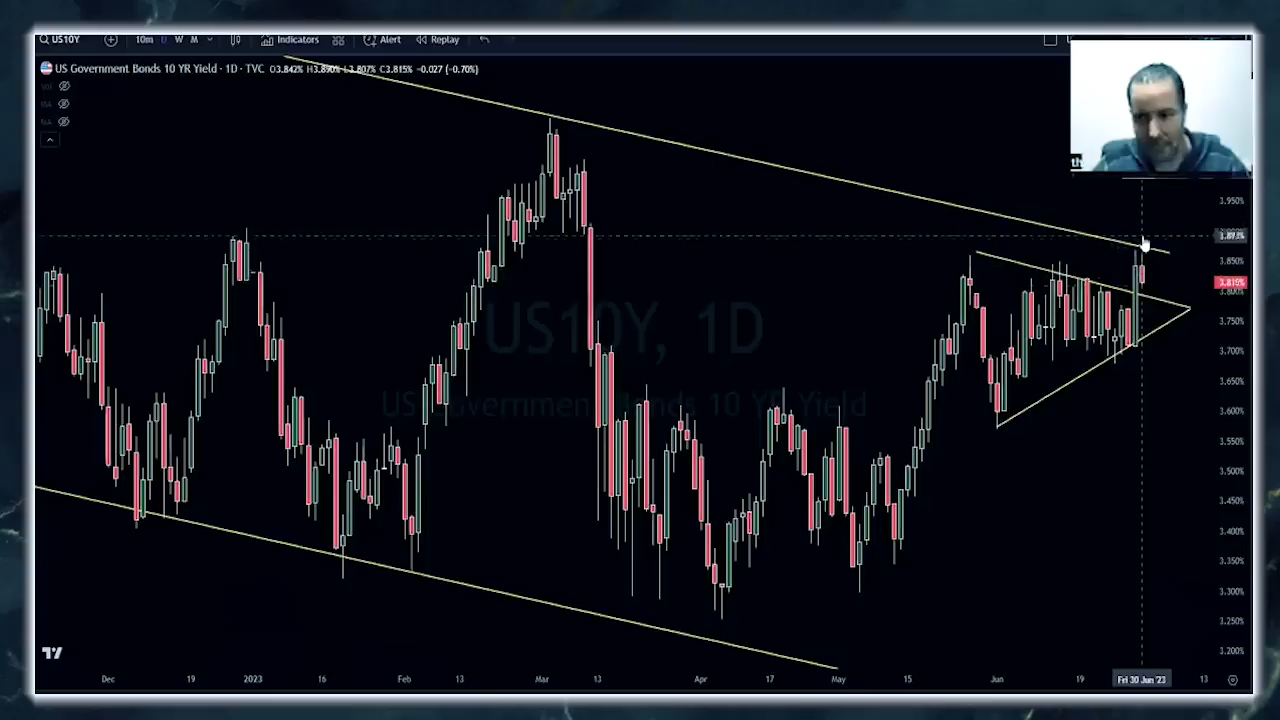 US10Y 10m D W M Indicators Alert Replay
US Government Bonds 10 YR Yield · 1D · TVC O3.842% H3.890% L3.807% C3.815% −0.027 (−0.70%)
th
3.950%
3.850%
3.815%
3.800%
3.750%
US10Y, 1D
3.700%
3.650%
US Government Bonds 10 YR Yield
3.600%
3.550%
3.500%
3.450%
3.400%
3.350%
3.300%
3.250%
3.200%
Dec 19 2023 16 Feb 13 Mar 13 Apr 17 May 15 Jun 19 Fri 30 Jun '23 13